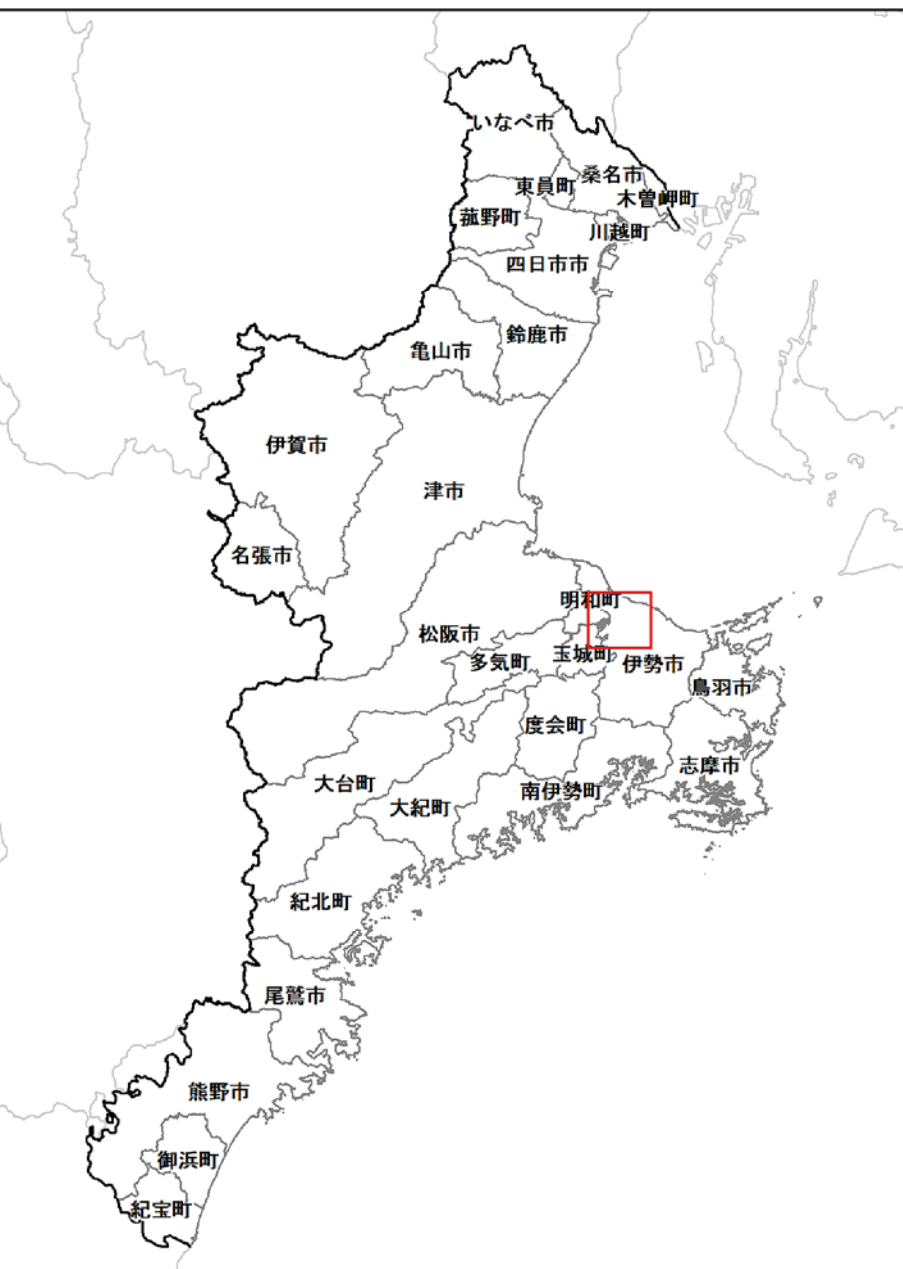 いなべ市
桑名市
東員町
木曽岬町
菰野町
川越町
四日市市
鈴鹿市
亀山市
伊賀市
津市
名張市
明和町
松阪市
多気町
玉城町
伊勢市
鳥羽市
度会町
志摩市
大台町
南伊勢町
大紀町
紀北町
尾鷲市
熊野市
御浜町
紀宝町